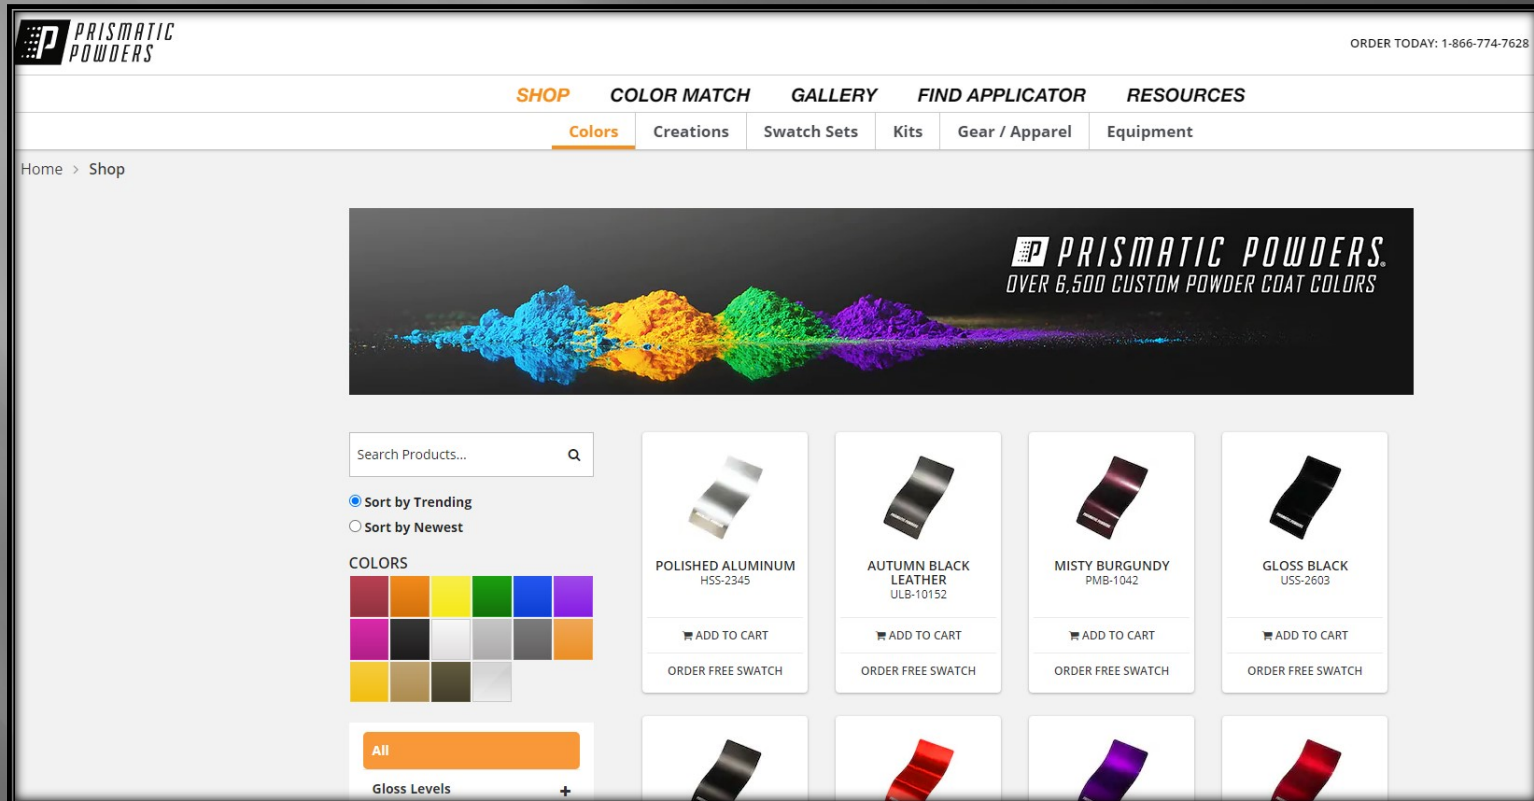 PRISMATIC
POWDERS
ORDER TODAY: 1-866-774-7628
SHOP COLOR MATCH GALLERY FIND APPLICATOR RESOURCES
Colors Creations Swatch Sets Kits Gear / Apparel Equipment
Home > Shop
PRISMATIC POWDERS®
OVER 6,500 CUSTOM POWDER COAT COLORS
Search Products...
Sort by Trending
Sort by Newest
COLORS
All
Gloss Levels +
POLISHED ALUMINUM
HSS-2345
ADD TO CART
ORDER FREE SWATCH
AUTUMN BLACK
LEATHER
ULB-10152
ADD TO CART
ORDER FREE SWATCH
MISTY BURGUNDY
PMB-1042
ADD TO CART
ORDER FREE SWATCH
GLOSS BLACK
USS-2603
ADD TO CART
ORDER FREE SWATCH